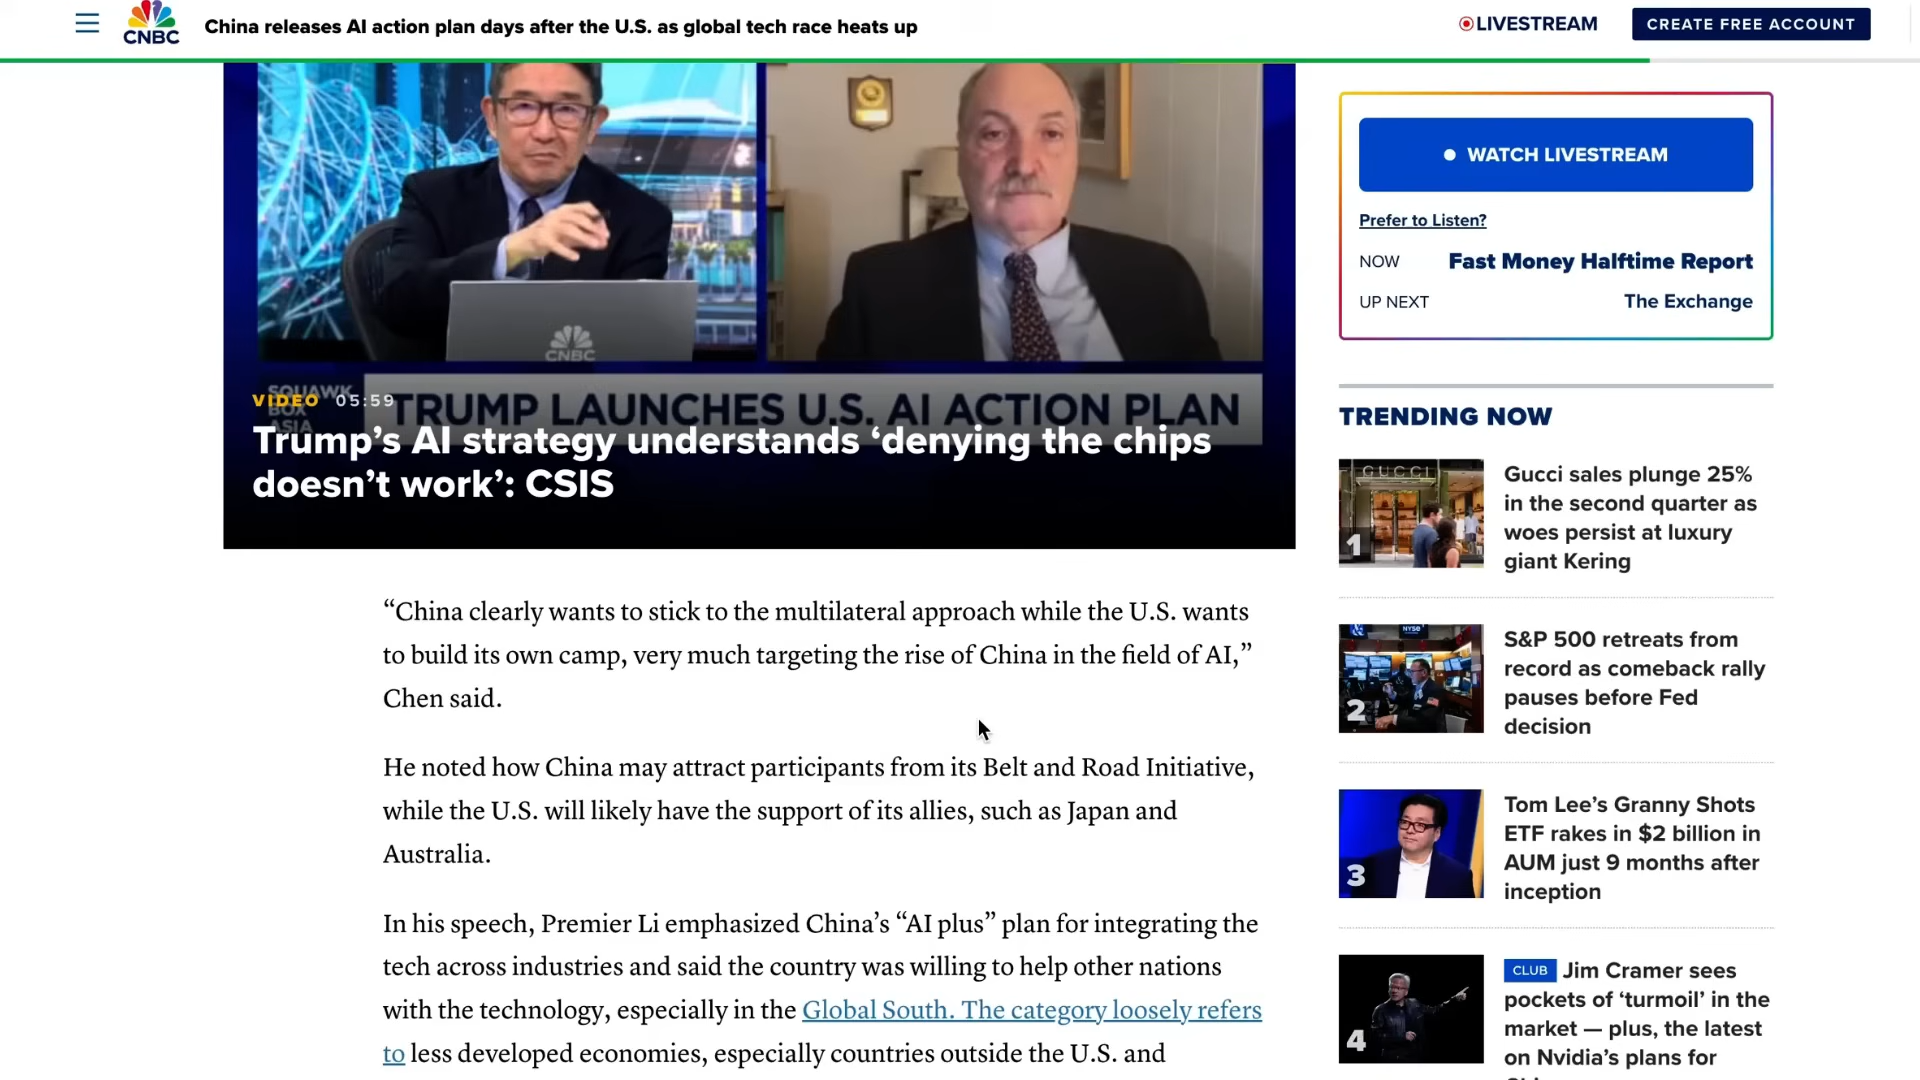 CNBC
China releases AI action plan days after the U.S. as global tech race heats up
LIVESTREAM
CREATE FREE ACCOUNT
CNBC
SQUAWK
BOX
ASIA
TRUMP LAUNCHES U.S. AI ACTION PLAN
VIDEO 05:59
Trump’s AI strategy understands ‘denying the chips
doesn’t work’: CSIS
“China clearly wants to stick to the multilateral approach while the U.S. wants
to build its own camp, very much targeting the rise of China in the field of AI,”
Chen said.
He noted how China may attract participants from its Belt and Road Initiative,
while the U.S. will likely have the support of its allies, such as Japan and
Australia.
In his speech, Premier Li emphasized China’s “AI plus” plan for integrating the
tech across industries and said the country was willing to help other nations
with the technology, especially in the Global South. The category loosely refers
to less developed economies, especially countries outside the U.S. and
WATCH LIVESTREAM
Prefer to Listen?
NOW Fast Money Halftime Report
UP NEXT The Exchange
TRENDING NOW
GUCCI
1
Gucci sales plunge 25%
in the second quarter as
woes persist at luxury
giant Kering
NYSE
2
S&P 500 retreats from
record as comeback rally
pauses before Fed
decision
3
Tom Lee’s Granny Shots
ETF rakes in $2 billion in
AUM just 9 months after
inception
4
CLUB Jim Cramer sees
pockets of ‘turmoil’ in the
market — plus, the latest
on Nvidia’s plans for